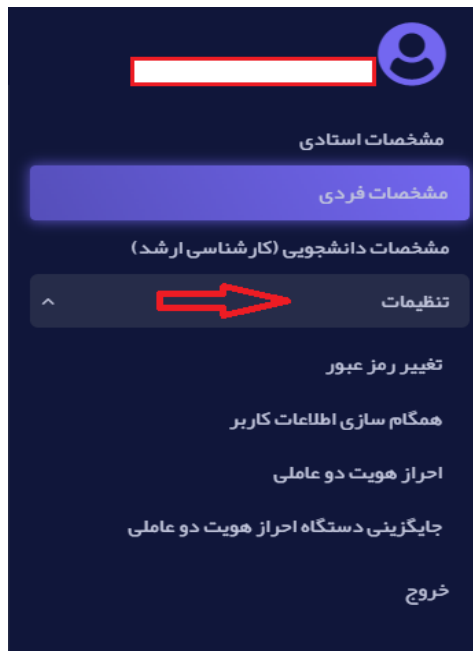 مشخصات استادی
مشخصات فردی
مشخصات دانشجویی (کارشناسی ارشد)
تنظیمات
تغییر رمز عبور
همگام سازی اطلاعات کاربر
احراز هویت دو عاملی
جایگزینی دستگاه احراز هویت دو عاملی
خروج